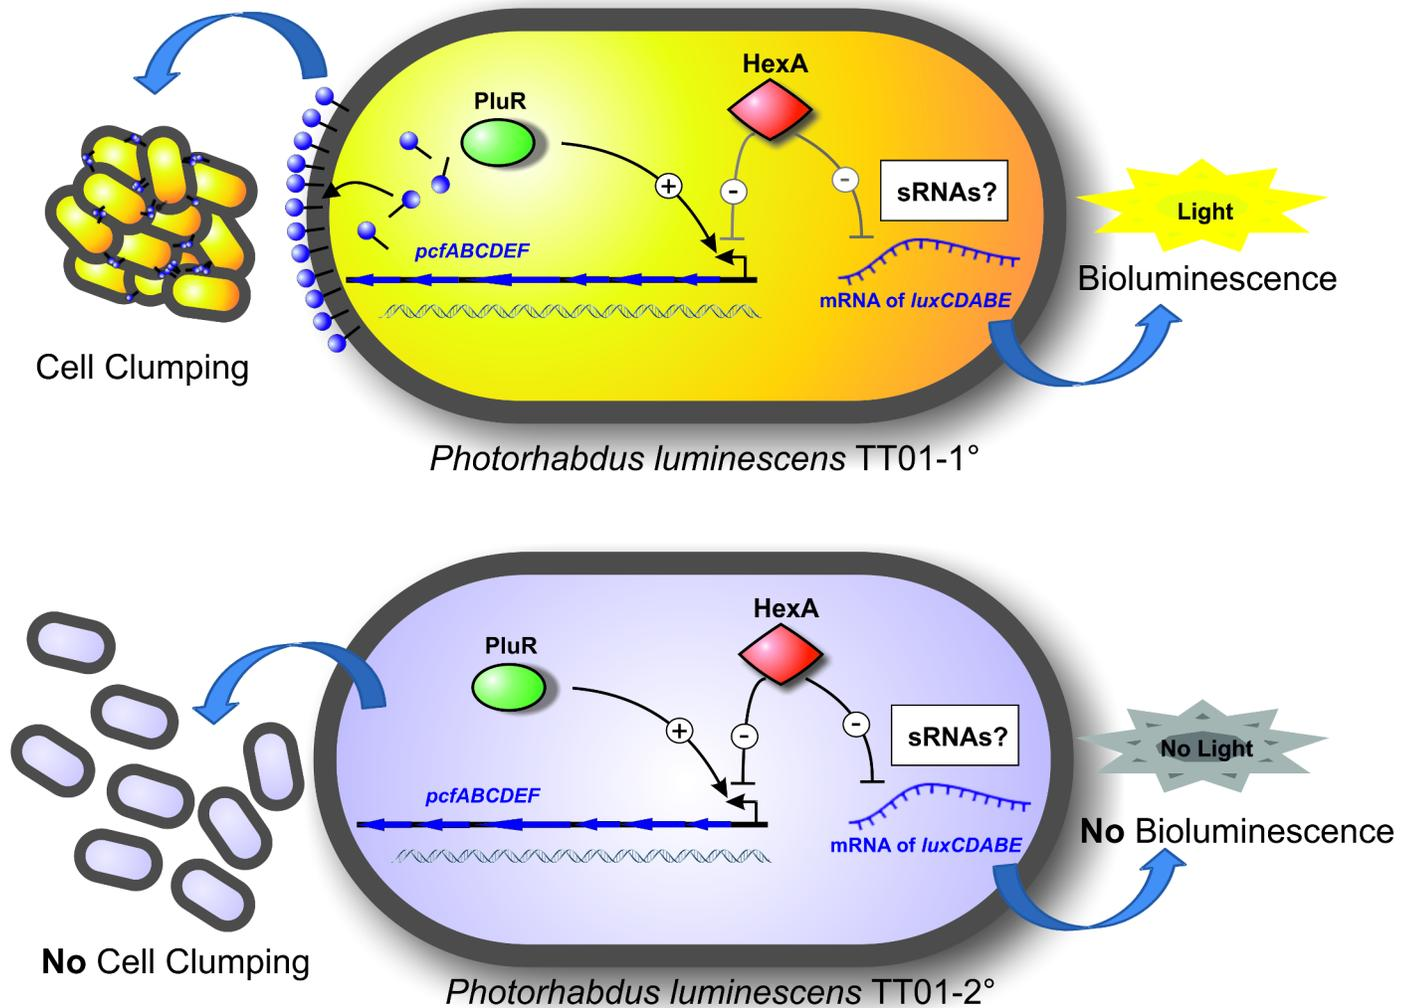 HexA
PluR
+
-
-
sRNAs?
Light
pcfABCDEF
Bioluminescence
mRNA of luxCDABE
Cell Clumping
Photorhabdus luminescens TT01-1°
HexA
PluR
+
-
-
sRNAs?
No Light
pcfABCDEF
No Bioluminescence
mRNA of luxCDABE
No Cell Clumping
Photorhabdus luminescens TT01-2°